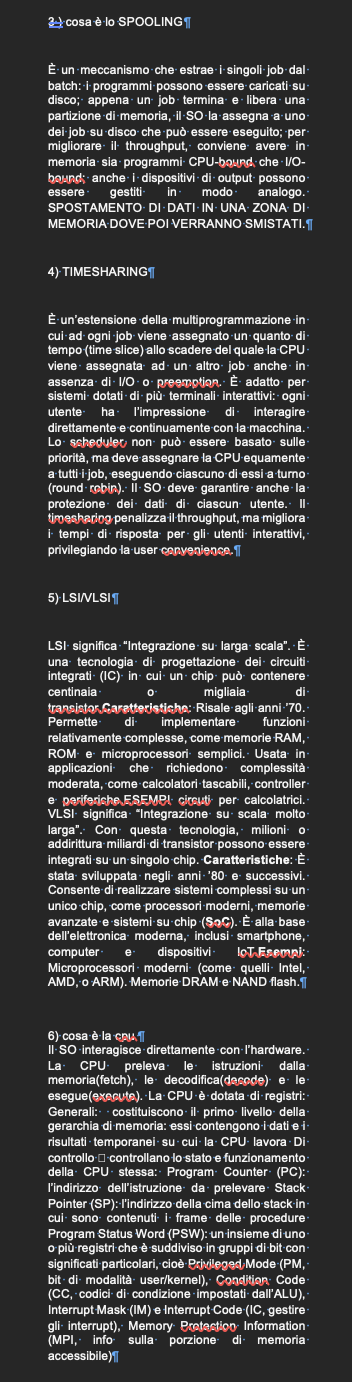 3 ) cosa è lo SPOOLING¶
È un meccanismo che estrae i singoli job dal
batch: i programmi possono essere caricati su
disco; appena un job termina e libera una
partizione di memoria, il SO la assegna a uno
dei job su disco che può essere eseguito; per
migliorare il throughput, conviene avere in
memoria sia programmi CPU-bound che I/O-
bound; anche i dispositivi di output possono
essere gestiti in modo analogo.
SPOSTAMENTO DI DATI IN UNA ZONA DI
MEMORIA DOVE POI VERRANNO SMISTATI.¶
4) TIMESHARING¶
È un'estensione della multiprogrammazione in
cui ad ogni job viene assegnato un quanto di
tempo (time slice) allo scadere del quale la CPU
viene assegnata ad un altro job anche in
assenza di I/O o preemption. È adatto per
sistemi dotati di più terminali interattivi: ogni
utente ha l'impressione di interagire
direttamente e continuamente con la macchina.
Lo scheduler non può essere basato sulle
priorità, ma deve assegnare la CPU equamente
a tutti i job, eseguendo ciascuno di essi a turno
(round robin). Il SO deve garantire anche la
protezione dei dati di ciascun utente. Il
timesharing penalizza il throughput, ma migliora
i tempi di risposta per gli utenti interattivi,
privilegiando la user convenience.¶
5) LSI/VLSI¶
LSI significa “Integrazione su larga scala”. È
una tecnologia di progettazione dei circuiti
integrati (IC) in cui un chip può contenere
centinaia o migliaia di
transistor.Caratteristiche: Risale agli anni '70.
Permette di implementare funzioni
relativamente complesse, come memorie RAM,
ROM e microprocessori semplici. Usata in
applicazioni che richiedono complessità
moderata, come calcolatori tascabili, controller
e periferiche.ESEMPI circuti per calcolatrici.
VLSI significa “Integrazione su scala molto
larga”. Con questa tecnologia, milioni o
addirittura miliardi di transistor possono essere
integrati su un singolo chip. Caratteristiche: È
stata sviluppata negli anni '80 e successivi.
Consente di realizzare sistemi complessi su un
unico chip, come processori moderni, memorie
avanzate e sistemi su chip (SoC). È alla base
dell'elettronica moderna, inclusi smartphone,
computer e dispositivi IoT.Esempi:
Microprocessori moderni (come quelli Intel,
AMD, o ARM). Memorie DRAM e NAND flash.¶
6) cosa è la cpu¶
Il SO interagisce direttamente con l'hardware.
La CPU preleva le istruzioni dalla
memoria(fetch), le decodifica(decode) e le
esegue(execute). La CPU è dotata di registri:
Generali: costituiscono il primo livello della
gerarchia di memoria: essi contengono i dati e i
risultati temporanei su cui la CPU lavora Di
controllo □ controllano lo stato e funzionamento
della CPU stessa: Program Counter (PC):
l'indirizzo dell'istruzione da prelevare Stack
Pointer (SP): l'indirizzo della cima dello stack in
cui sono contenuti i frame delle procedure
Program Status Word (PSW): un insieme di uno
o più registri che è suddiviso in gruppi di bit con
significati particolari, cioè Privileged Mode (PM,
bit di modalità user/kernel), Condition Code
(CC, codici di condizione impostati dall'ALU),
Interrupt Mask (IM) e Interrupt Code (IC, gestire
gli interrupt), Memory Protection Information
(MPI, info sulla porzione di memoria
accessibile)¶